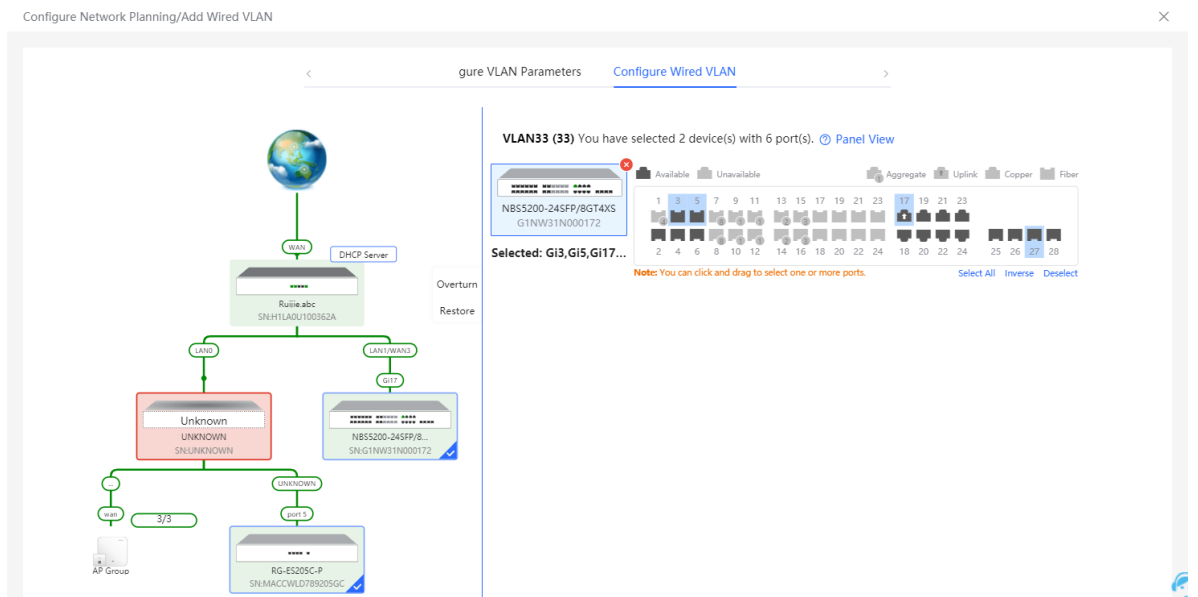 Configure Network Planning/Add Wired VLAN
gure VLAN Parameters Configure Wired VLAN
VLAN33 (33) You have selected 2 device(s) with 6 port(s). Panel View
Available Unavailable Aggregate Uplink Copper Fiber
NBS5200-24SFP/8GT4XS
G1NW31N000172
Selected: Gi3,Gi5,Gi17...
1 3 5 7 9 11 13 15 17 19 21 23 17 19 21 23
2 4 6 8 10 12 14 16 18 20 22 24 18 20 22 24 25 26 27 28
Note: You can click and drag to select one or more ports.
Select All Inverse Deselect
WAN
DHCP Server
Overturn
Restore
Ruiiie.abc
SN:H1LA0U100362A
LAN0
LAN1/WAN3
Gi17
Unknown
UNKNOWN
SN:UNKNOWN
NBS5200-24SFP/8...
SN:G1NW31N000172
...
UNKNOWN
wan
3/3
port 5
AP Group
RG-ES205C-P
SN:MACCWLD789205GC